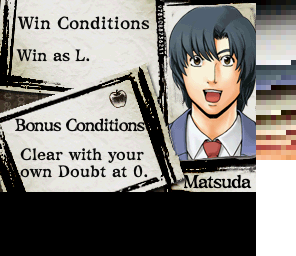 Win Conditions
Win as L.
Bonus Conditions
Clear with your
own Doubt at 0.
Matsuda